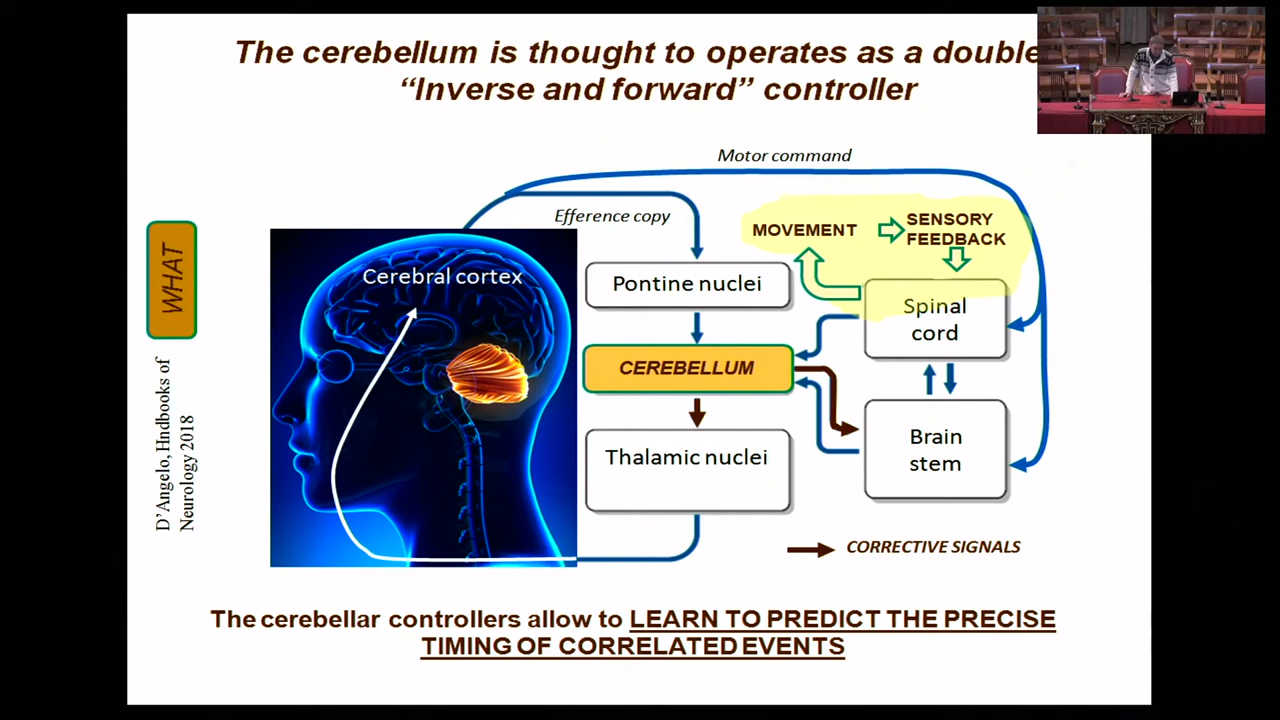 The cerebellum is thought to operates as a double
“Inverse and forward” controller
Motor command
Efference copy
WHAT
D’Angelo, Hndbooks of
Neurology 2018
Cerebral cortex
Pontine nuclei
CEREBELLUM
Thalamic nuclei
MOVEMENT
SENSORY
FEEDBACK
Spinal
cord
Brain
stem
CORRECTIVE SIGNALS
The cerebellar controllers allow to LEARN TO PREDICT THE PRECISE
TIMING OF CORRELATED EVENTS